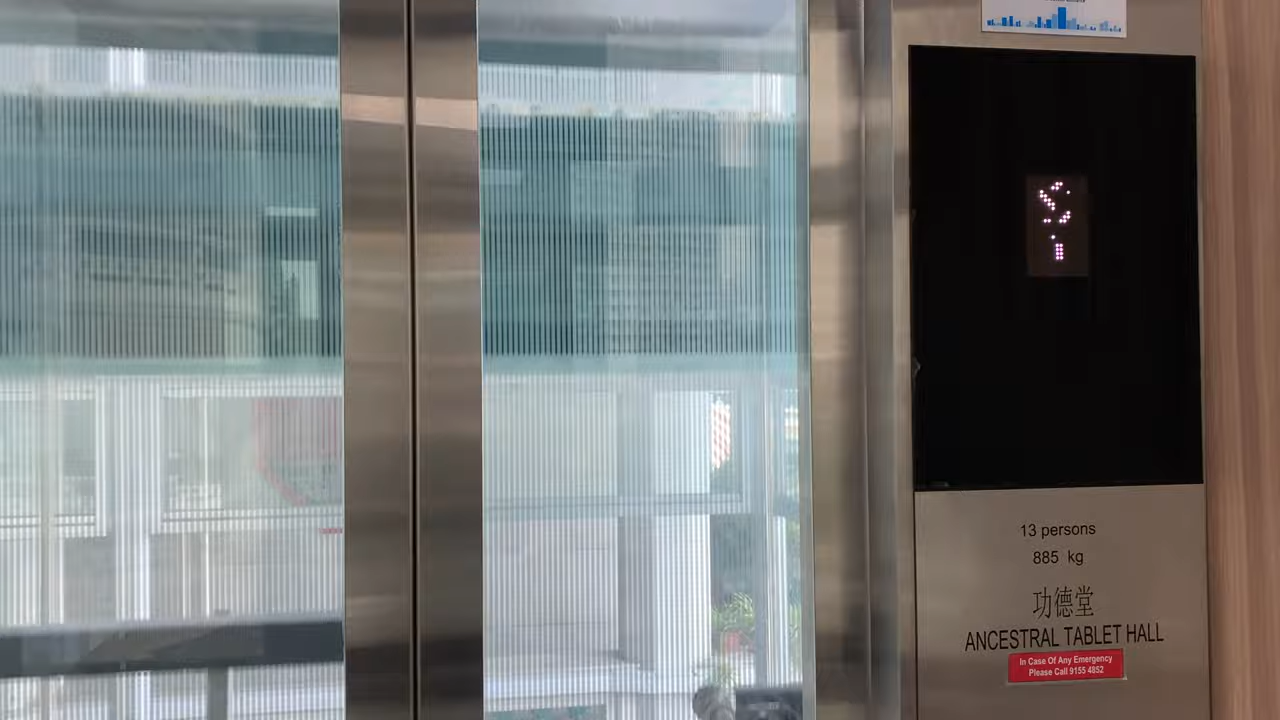 13 persons
885 kg
功德堂
ANCESTRAL TABLET HALL
In Case Of Any Emergency
Please Call 9155 4852